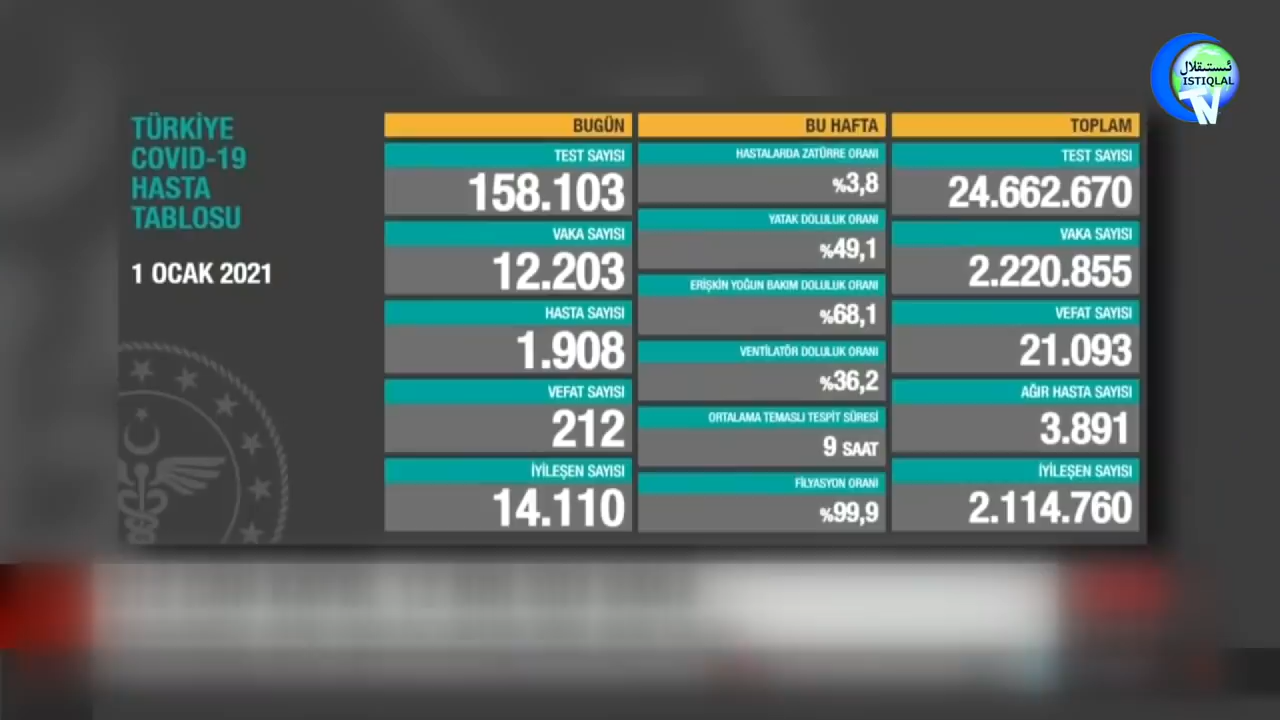 ئىستىقلال
ISTIQLAL
TV
TÜRKİYE
COVID-19
HASTA
TABLOSU
1 OCAK 2021
BUGÜN
TEST SAYISI
158.103
VAKA SAYISI
12.203
HASTA SAYISI
1.908
VEFAT SAYISI
212
İYİLEŞEN SAYISI
14.110
BU HAFTA
HASTALARDA ZATÜRRE ORANI
%3,8
YATAK DOLULUK ORANI
%49,1
ERİŞKİN YOĞUN BAKIM DOLULUK ORANI
%68,1
VENTİLATÖR DOLULUK ORANI
%36,2
ORTALAMA TEMASLI TESPİT SÜRESİ
9 SAAT
FİLYASYON ORANI
%99,9
TOPLAM
TEST SAYISI
24.662.670
VAKA SAYISI
2.220.855
VEFAT SAYISI
21.093
AĞIR HASTA SAYISI
3.891
İYİLEŞEN SAYISI
2.114.760